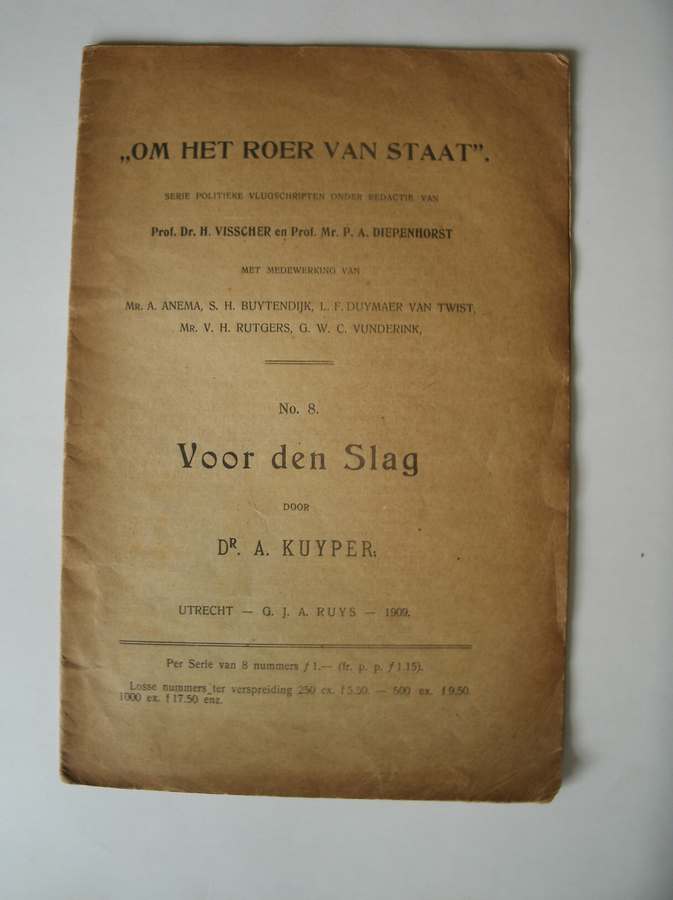 „OM HET ROER VAN STAAT”.
SERIE POLITIEKE VLUGSCHRIFTEN ONDER REDACTIE VAN
Prof. Dr. H. VISSCHER en Prof. Mr. P. A. DIEPENHORST
MET MEDEWERKING VAN
MR. A. ANEMA, S. H. BUYTENDIJK, L. F. DUYMAER VAN TWIST,
MR. V. H. RUTGERS, G. W. C. VUNDERINK,
No. 8.
Voor den Slag
DOOR
DR. A. KUYPER.
UTRECHT — G. J. A. RUYS — 1909.
Per Serie van 8 nummers ƒ 1.— (fr. p. p. ƒ 1.15).
Losse nummers ter verspreiding 250 ex. f 5.50. — 500 ex. f 9.50.
1000 ex. f 17.50 enz.